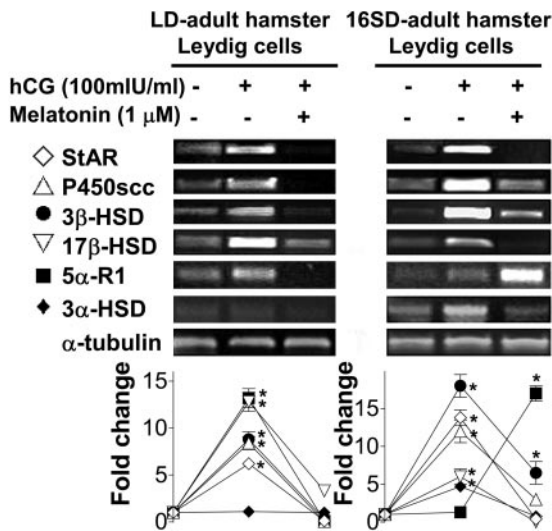 LD-adult hamster 16SD-adult hamster
Leydig cells Leydig cells
hCG (100mIU/ml) - + + - + +
Melatonin (1 μM) - - + - - +
◇ StAR
△ P450scc
● 3β-HSD
▽ 17β-HSD
■ 5α-R1
◆ 3α-HSD
α-tubulin
Fold change
15
10
5
0
*
*
*
*
*
Fold change
15
10
5
0
*
*
*
*
*
*
*